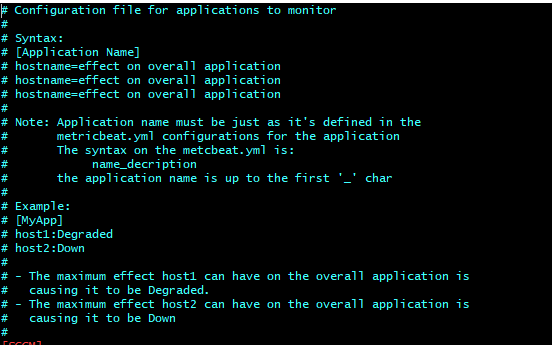 # Configuration file for applications to monitor
#
# Syntax:
# [Application Name]
# hostname=effect on overall application
# hostname=effect on overall application
# hostname=effect on overall application
#
# Note: Application name must be just as it's defined in the
#       metricbeat.yml configurations for the application
#       The syntax on the metcbeat.yml is:
#            name_decription
#       the application name is up to the first '_' char
#
# Example:
# [MyApp]
# host1:Degraded
# host2:Down
#
# - The maximum effect host1 can have on the overall application is
#   causing it to be Degraded.
# - The maximum effect host2 can have on the overall application is
#   causing it to be Down
#